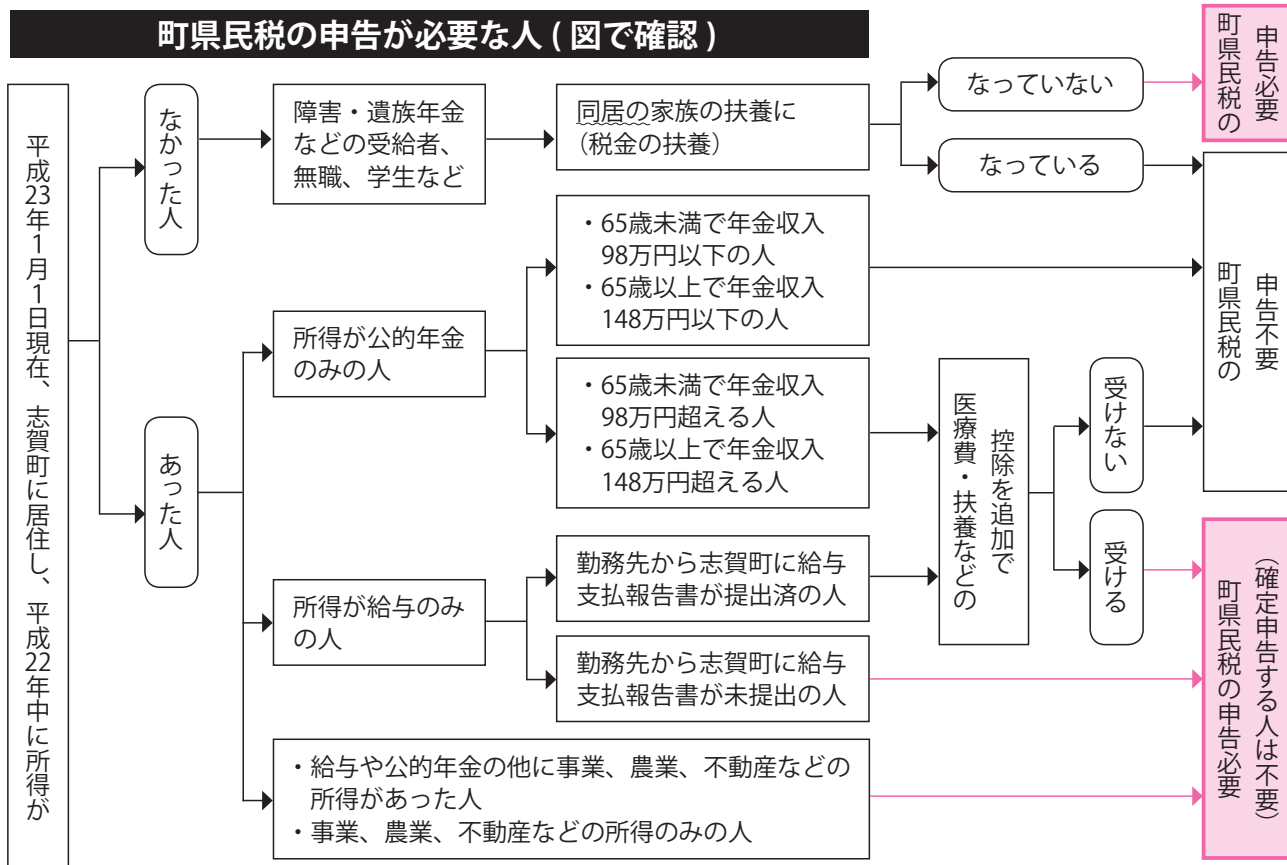 町県民税の申告が必要な人 ( 図で確認 )
平成23年1月1日現在、志賀町に居住し、平成22年中に所得が
なかった人
障害・遺族年金
などの受給者、
無職、学生など
同居の家族の扶養に
（税金の扶養）
なっていない
町県民税の
申告必要
なっている
町県民税の
申告不要
あった人
所得が公的年金
のみの人
・65歳未満で年金収入
98万円以下の人
・65歳以上で年金収入
148万円以下の人
・65歳未満で年金収入
98万円超える人
・65歳以上で年金収入
148万円超える人
医療費・扶養などの
控除を追加で
受けない
受ける
所得が給与のみ
の人
勤務先から志賀町に給与
支払報告書が提出済の人
勤務先から志賀町に給与
支払報告書が未提出の人
・給与や公的年金の他に事業、農業、不動産などの
所得があった人
・事業、農業、不動産などの所得のみの人
町県民税の申告必要
（確定申告する人は不要）